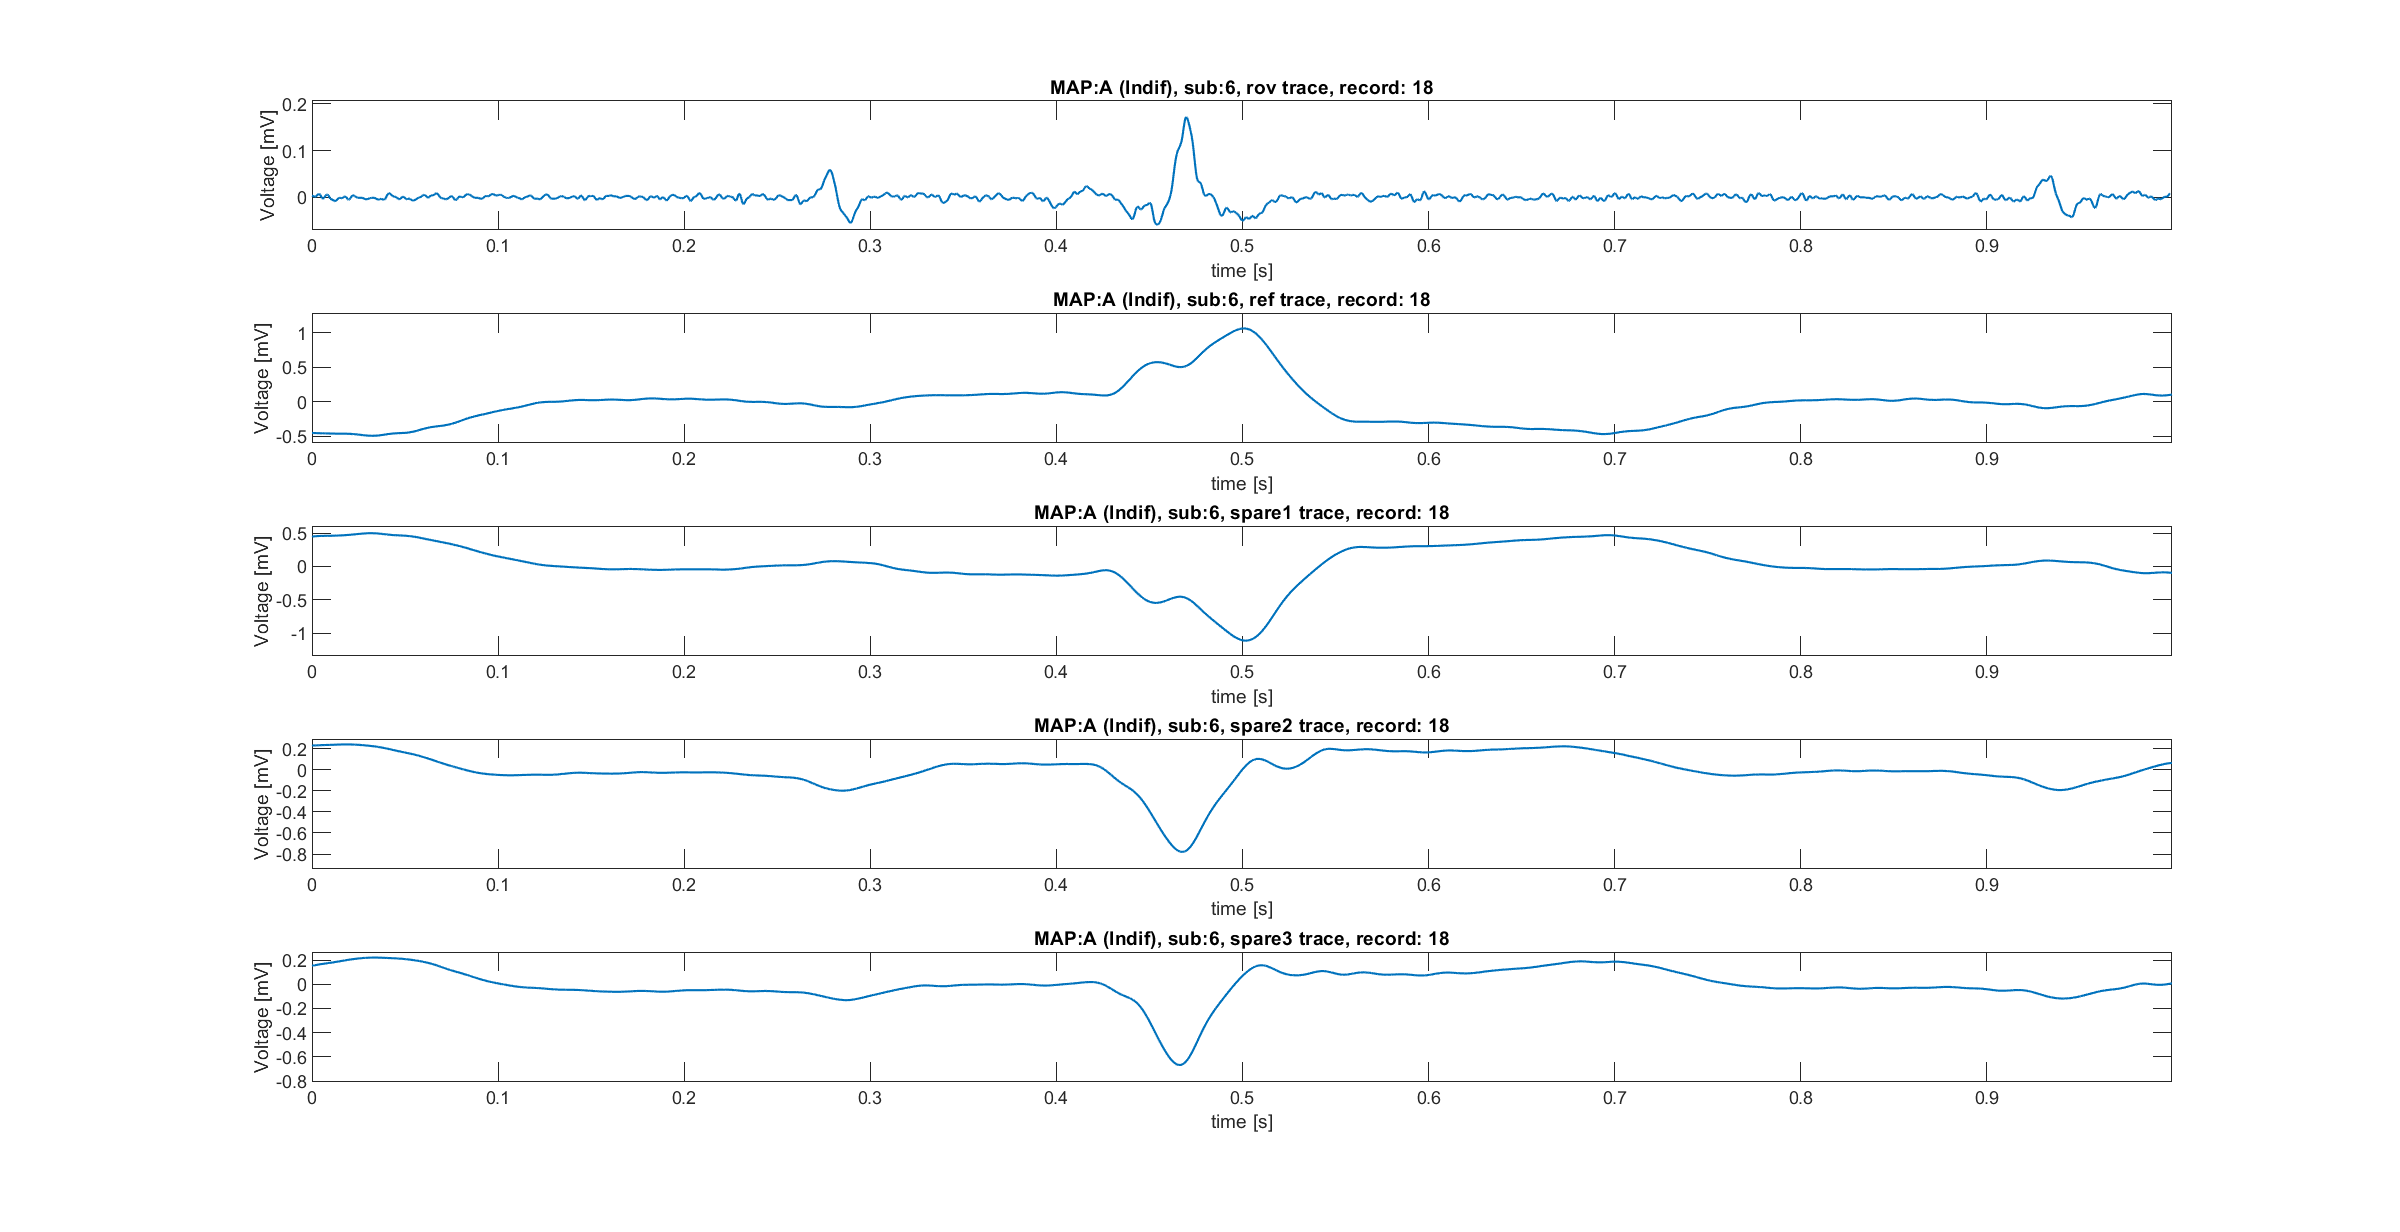 MAP:A (Indif), sub:6, rov trace, record: 18
Voltage [mV]
0.2
0.1
0
0 0.1 0.2 0.3 0.4 0.5 0.6 0.7 0.8 0.9
time [s]
MAP:A (Indif), sub:6, ref trace, record: 18
Voltage [mV]
1
0.5
0
-0.5
0 0.1 0.2 0.3 0.4 0.5 0.6 0.7 0.8 0.9
time [s]
MAP:A (Indif), sub:6, spare1 trace, record: 18
Voltage [mV]
0.5
0
-0.5
-1
0 0.1 0.2 0.3 0.4 0.5 0.6 0.7 0.8 0.9
time [s]
MAP:A (Indif), sub:6, spare2 trace, record: 18
Voltage [mV]
0.2
0
-0.2
-0.4
-0.6
-0.8
0 0.1 0.2 0.3 0.4 0.5 0.6 0.7 0.8 0.9
time [s]
MAP:A (Indif), sub:6, spare3 trace, record: 18
Voltage [mV]
0.2
0
-0.2
-0.4
-0.6
-0.8
0 0.1 0.2 0.3 0.4 0.5 0.6 0.7 0.8 0.9
time [s]